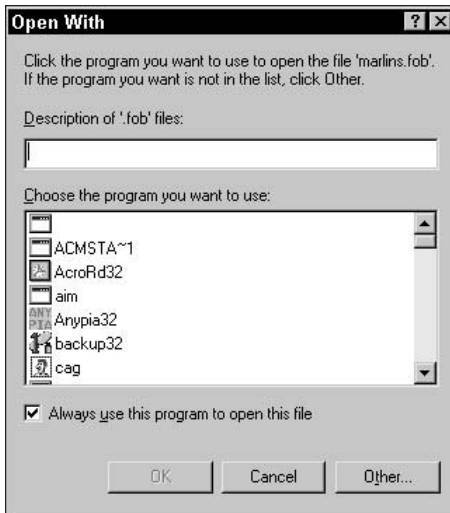 Open With
Click the program you want to use to open the file 'marlins.fob'.
If the program you want is not in the list, click Other.
Description of '.fob' files:
Choose the program you want to use:
ACMSTA~1
AcroRd32
aim
ANY
PIA
Anypia32
backup32
cag
Always use this program to open this file
OK
Cancel
Other...